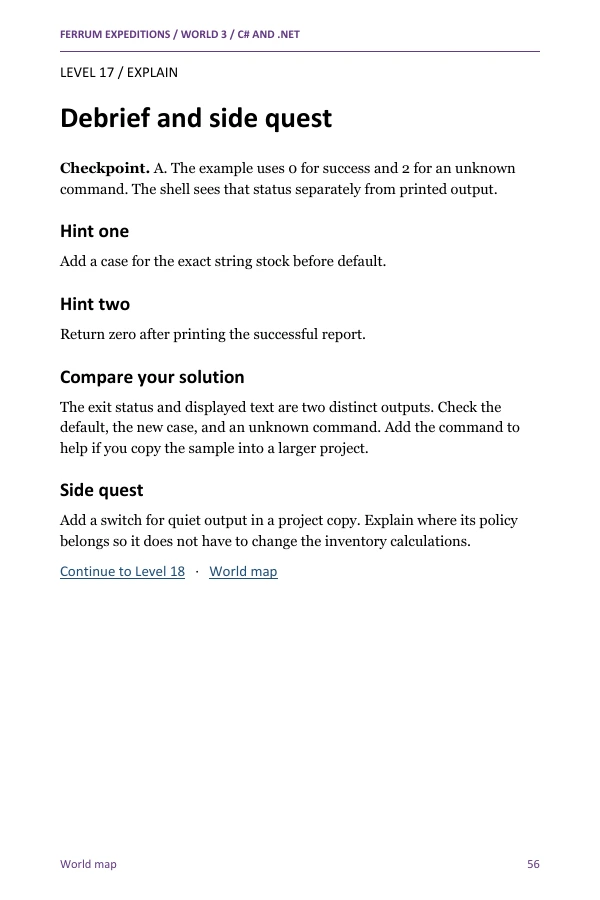 FERRUM EXPEDITIONS / WORLD 3 / C# AND .NET
LEVEL 17 / EXPLAIN
Debrief and side quest
Checkpoint. A. The example uses 0 for success and 2 for an unknown
command. The shell sees that status separately from printed output.
Hint one
Add a case for the exact string stock before default.
Hint two
Return zero after printing the successful report.
Compare your solution
The exit status and displayed text are two distinct outputs. Check the
default, the new case, and an unknown command. Add the command to
help if you copy the sample into a larger project.
Side quest
Add a switch for quiet output in a project copy. Explain where its policy
belongs so it does not have to change the inventory calculations.
Continue to Level 18 · World map
World map 56